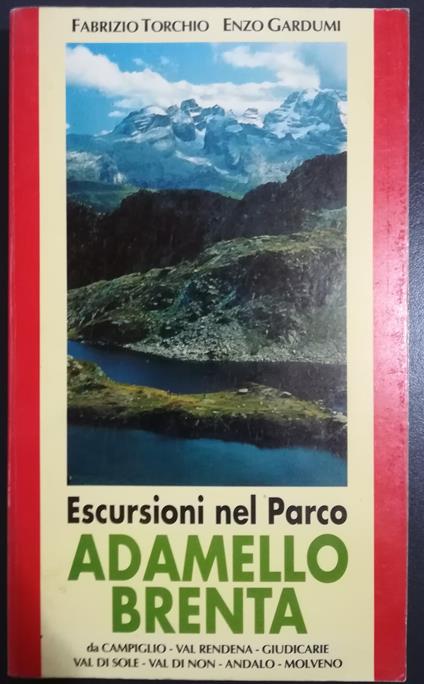 FABRIZIO TORCHIO ENZO GARDUMI
Escursioni nel Parco
ADAMELLO
BRENTA
da CAMPIGLIO - VAL RENDENA - GIUDICARIE
VAL DI SOLE - VAL DI NON - ANDALO - MOLVENO